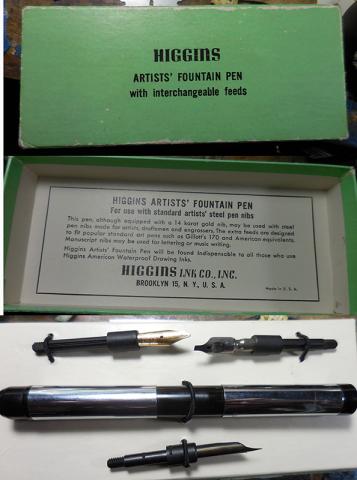 HIGGINS
ARTISTS' FOUNTAIN PEN
with interchangeable feeds
HIGGINS ARTISTS' FOUNTAIN PEN
For use with standard artists' steel pen nibs
This pen, although equipped with a 14 karat gold nib, may be used with steel
pen nibs made for artists, draftsmen and engrossers. The extra feeds are designed
to fit popular standard art pens such as Gillott's 170 and American equivalents.
Manuscript nibs may be used for lettering or music writing.
Higgins Artists' Fountain Pen will be found indispensable to all those who use
Higgins American Waterproof Drawing Inks.
HIGGINS INK CO., INC.
BROOKLYN 15, N. Y., U. S. A.
Made in U. S. A.